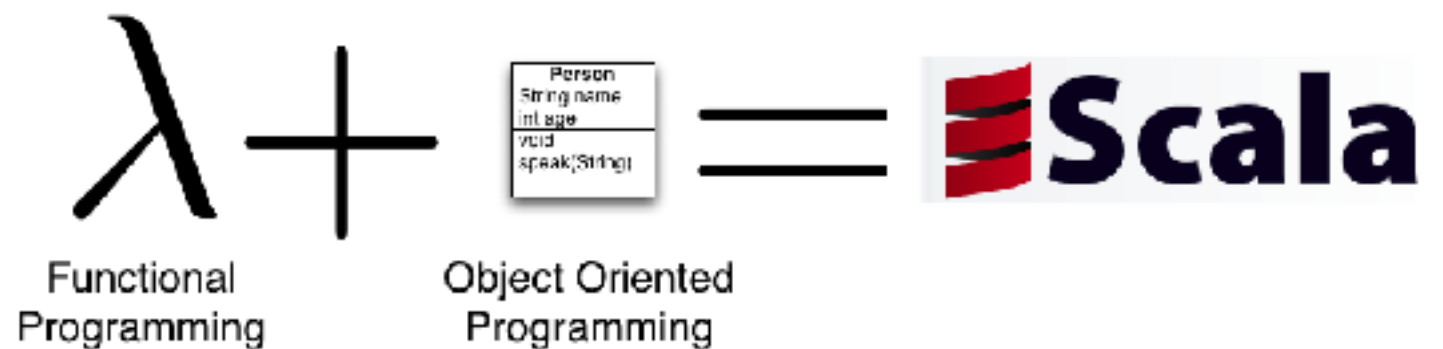 λ
Person
String name
int age
void
speak(String)
Scala
Functional
Programming
Object Oriented
Programming